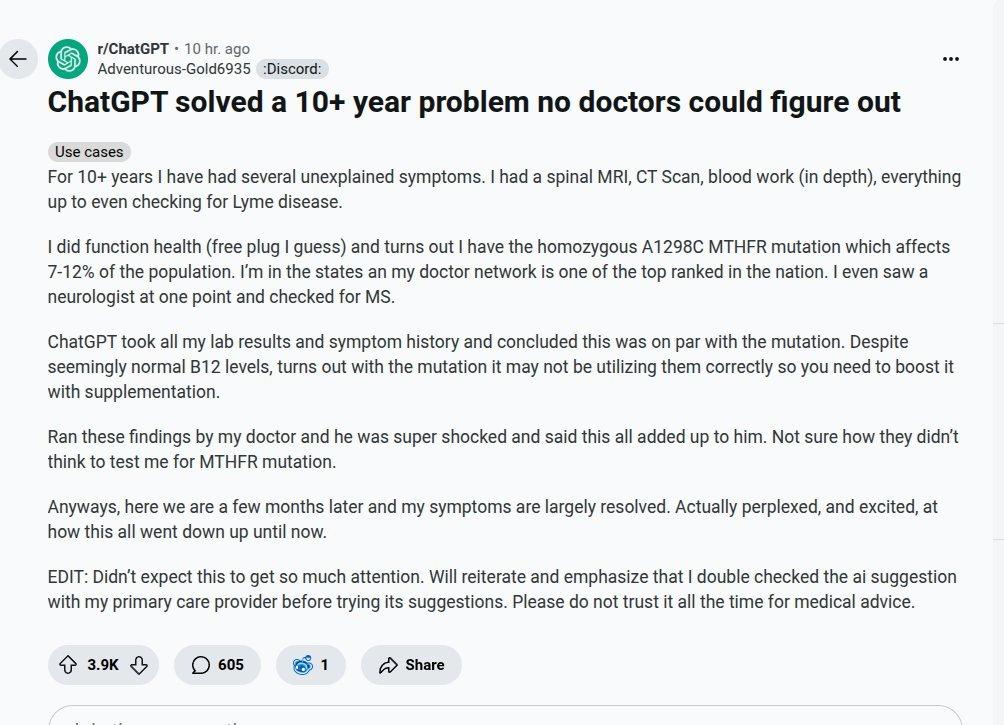 r/ChatGPT • 10 hr. ago
Adventurous-Gold6935 :Discord:
ChatGPT solved a 10+ year problem no doctors could figure out
Use cases
For 10+ years I have had several unexplained symptoms. I had a spinal MRI, CT Scan, blood work (in depth), everything
up to even checking for Lyme disease.
I did function health (free plug I guess) and turns out I have the homozygous A1298C MTHFR mutation which affects
7-12% of the population. I’m in the states an my doctor network is one of the top ranked in the nation. I even saw a
neurologist at one point and checked for MS.
ChatGPT took all my lab results and symptom history and concluded this was on par with the mutation. Despite
seemingly normal B12 levels, turns out with the mutation it may not be utilizing them correctly so you need to boost it
with supplementation.
Ran these findings by my doctor and he was super shocked and said this all added up to him. Not sure how they didn’t
think to test me for MTHFR mutation.
Anyways, here we are a few months later and my symptoms are largely resolved. Actually perplexed, and excited, at
how this all went down up until now.
EDIT: Didn’t expect this to get so much attention. Will reiterate and emphasize that I double checked the ai suggestion
with my primary care provider before trying its suggestions. Please do not trust it all the time for medical advice.
3.9K 605 1 Share